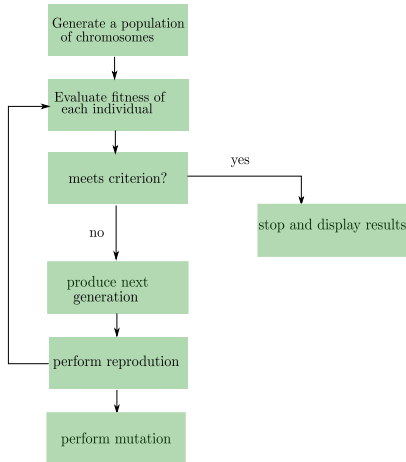 Generate a population
of chromosomes
Evaluate fitness of
each individual
meets criterion?
yes
stop and display results
no
produce next
generation
perform reprodution
perform mutation